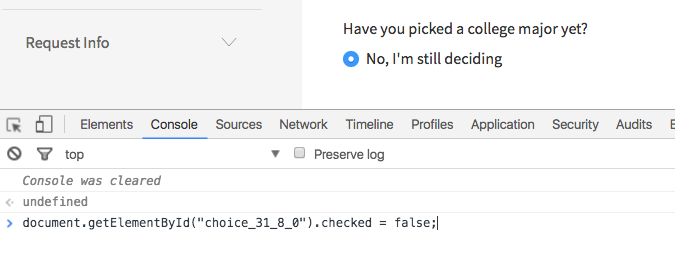 Have you picked a college major yet?
Request Info
No, I'm still deciding
Elements Console Sources Network Timeline Profiles Application Security Audits E
top Preserve log
Console was cleared
undefined
document.getElementById("choice_31_8_0").checked = false;